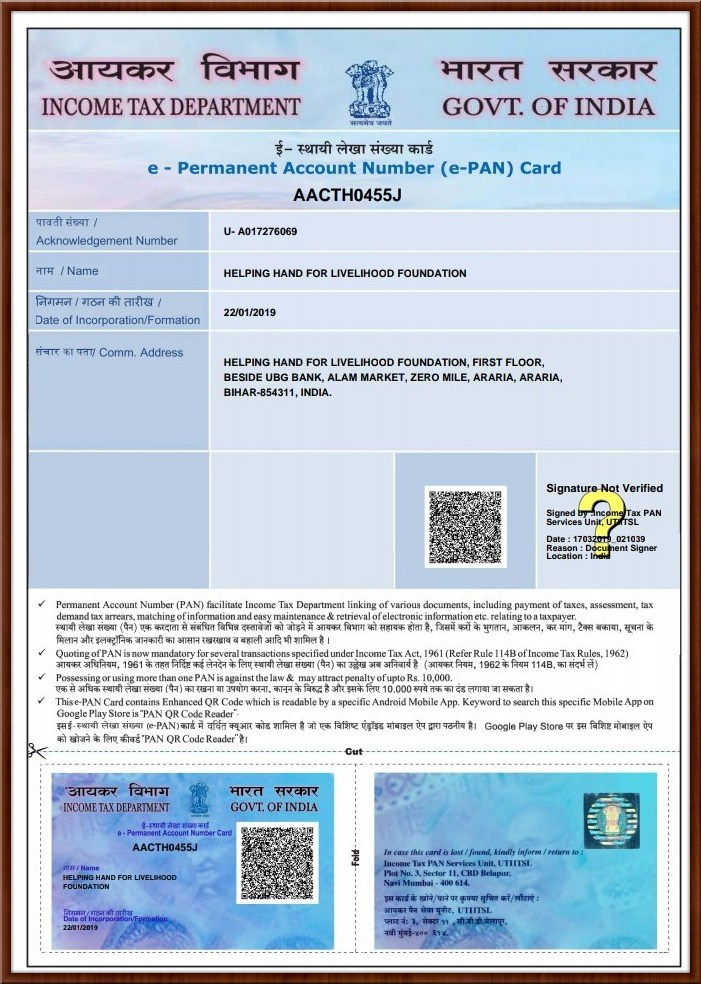 आयकर विभाग
INCOME TAX DEPARTMENT
सत्यमेव जयते
भारत सरकार
GOVT. OF INDIA
ई- स्थायी लेखा संख्या कार्ड
e - Permanent Account Number (e-PAN) Card
AACTH0455J
पावती संख्या /
Acknowledgement Number
U- A017276069
नाम / Name
HELPING HAND FOR LIVELIHOOD FOUNDATION
निगमन / गठन की तारीख /
Date of Incorporation/Formation
22/01/2019
संचार का पता/ Comm. Address
HELPING HAND FOR LIVELIHOOD FOUNDATION, FIRST FLOOR,
BESIDE UBG BANK, ALAM MARKET, ZERO MILE, ARARIA, ARARIA,
BIHAR-854311, INDIA.
Signature Not Verified
Signed by :Income Tax PAN
Services Unit, UTIITSL
Date : 17032019_021039
Reason : Document Signer
Location : India
✓ Permanent Account Number (PAN) facilitate Income Tax Department linking of various documents, including payment of taxes, assessment, tax
demand tax arrears, matching of information and easy maintenance & retrieval of electronic information etc. relating to a taxpayer.
स्थायी लेखा संख्या (पैन) एक करदाता से संबंधित विभिन्न दस्तावेजों को जोड़ने में आयकर विभाग को सहायक होता है, जिसमें करों के भुगतान, आकलन, कर मांग, टैक्स बकाया, सूचना के
मिलान और इलक्ट्रॉनिक जानकारी का आसान रखरखाव व बहाली आदि भी शामिल है ।
✓ Quoting of PAN is now mandatory for several transactions specified under Income Tax Act, 1961 (Refer Rule 114B of Income Tax Rules, 1962)
आयकर अधिनियम, 1961 के तहत निर्दिष्ट कई लेनदेन के लिए स्थायी लेखा संख्या (पैन) का उल्लेख अब अनिवार्य है (आयकर नियम, 1962 के नियम 114B, का संदर्भ लें)
✓ Possessing or using more than one PAN is against the law & may attract penalty of upto Rs. 10,000.
एक से अधिक स्थायी लेखा संख्या (पैन) का रखना या उपयोग करना, कानून के विरुद्ध है और इसके लिए 10,000 रुपये तक का दंड लगाया जा सकता है।
✓ This e-PAN Card contains Enhanced QR Code which is readable by a specific Android Mobile App. Keyword to search this specific Mobile App on
Google Play Store is "PAN QR Code Reader"
इस ई-स्थायी लेखा संख्या (e-PAN)कार्ड में दर्शित क्यूआर कोड शामिल है जो एक विशिष्ट एंड्रॉइड मोबाइल ऐप द्वारा पठनीय है। Google Play Store पर इस विशिष्ट मोबाइल ऐप
को खोजने के लिए कीवर्ड "PAN QR Code Reader" है।
Cut
आयकर विभाग
INCOME TAX DEPARTMENT
भारत सरकार
GOVT. OF INDIA
ई-स्थायी लेखा संख्या कार्ड
e - Permanent Account Number Card
AACTH0455J
नाम / Name
HELPING HAND FOR LIVELIHOOD
FOUNDATION
निगमन / गठन की तारीख
Date of Incorporation/Formation
22/01/2019
Fold
In case this card is lost / found, kindly inform / return to :
Income Tax PAN Services Unit, UTIITSL
Plot No. 3, Sector 11, CBD Belapur,
Navi Mumbai - 400 614.
इस कार्ड के खोने/पाने पर कृपया सूचित करें/लौटाएं :
आयकर पैन सेवा यूनीट, UTIITSL
प्लाट नं: ३, सेक्टर ११ , सी.बी.डी.बेलापुर,
नवी मुंबई-४०० ६१४.